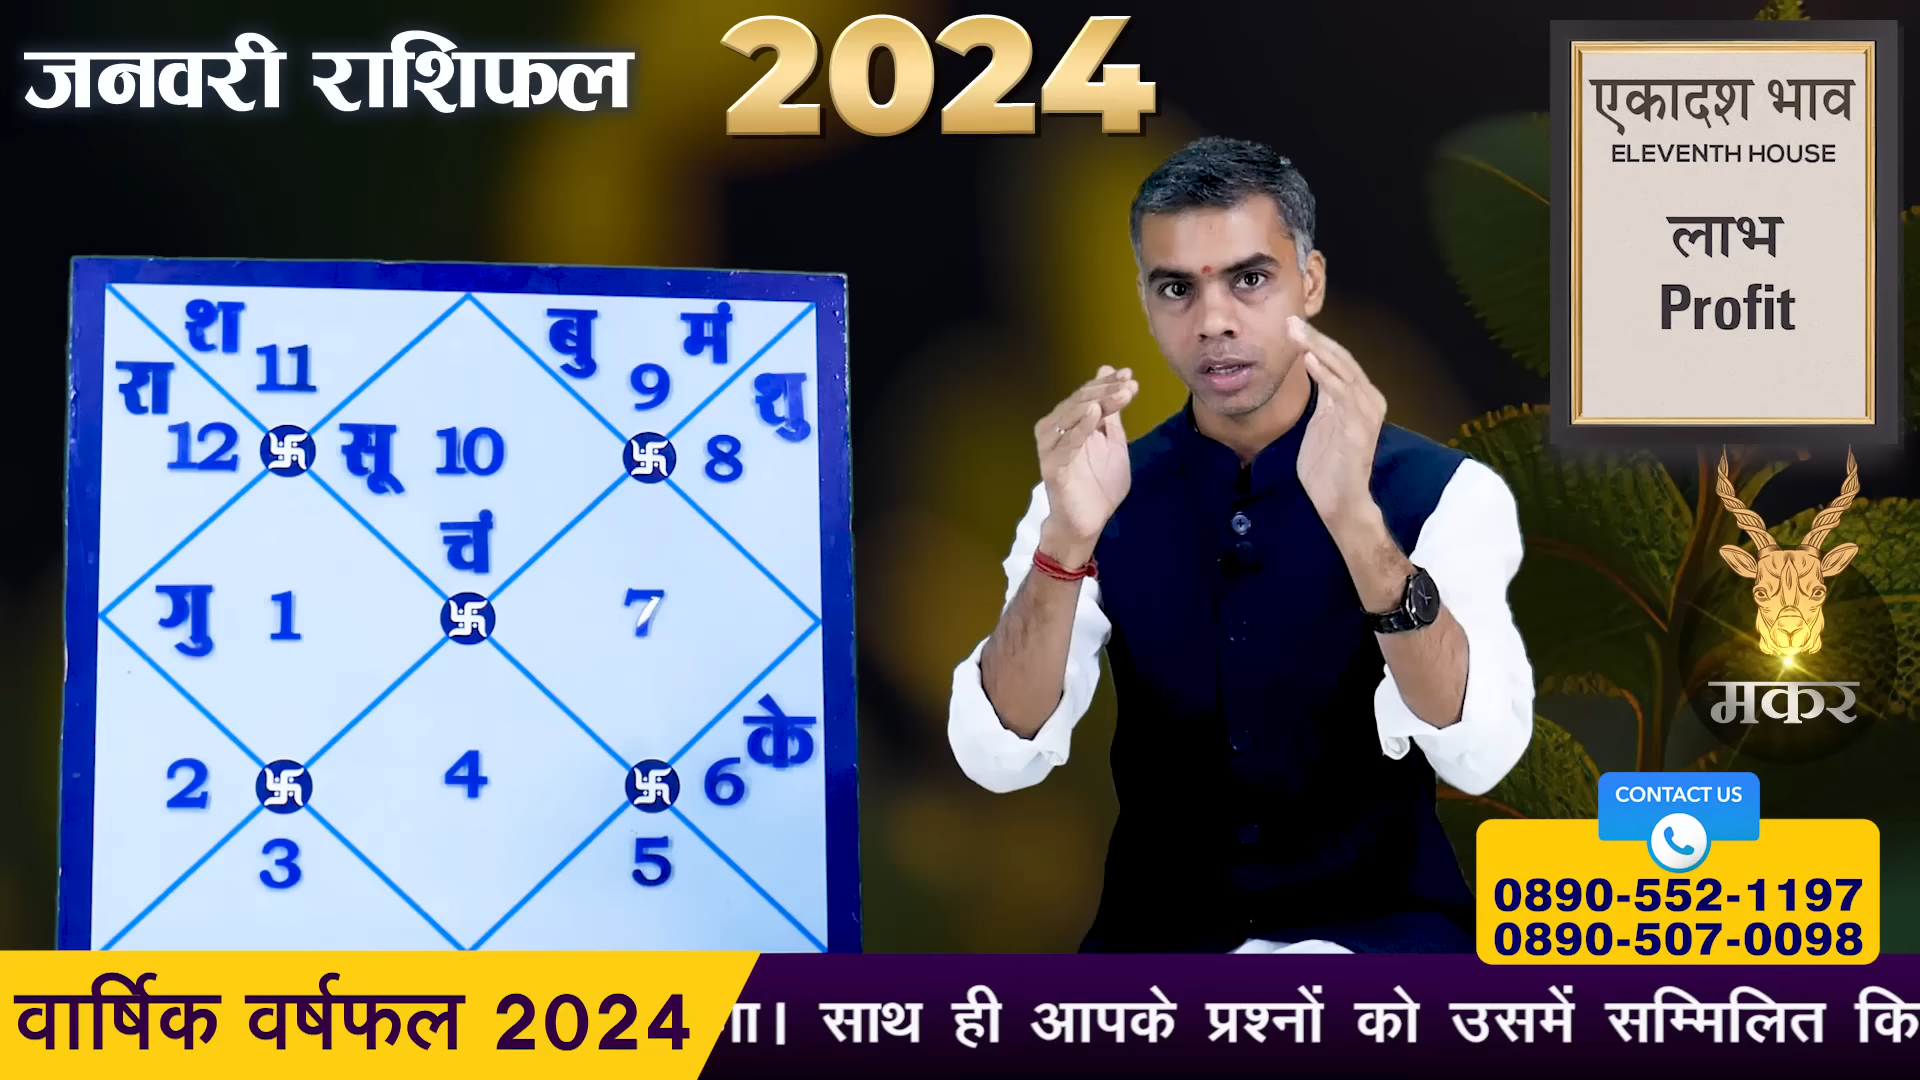 जनवरी राशिफल
2024
एकादश भाव
ELEVENTH HOUSE
लाभ
Profit
श
11
रा
12
सू
10
चं
बु
मं
9
शु
8
गु
1
7
2
4
6
के
3
5
मकर
CONTACT US
0890-552-1197
0890-507-0098
वार्षिक वर्षफल 2024
साथ ही आपके प्रश्नों को उसमें सम्मिलित कि